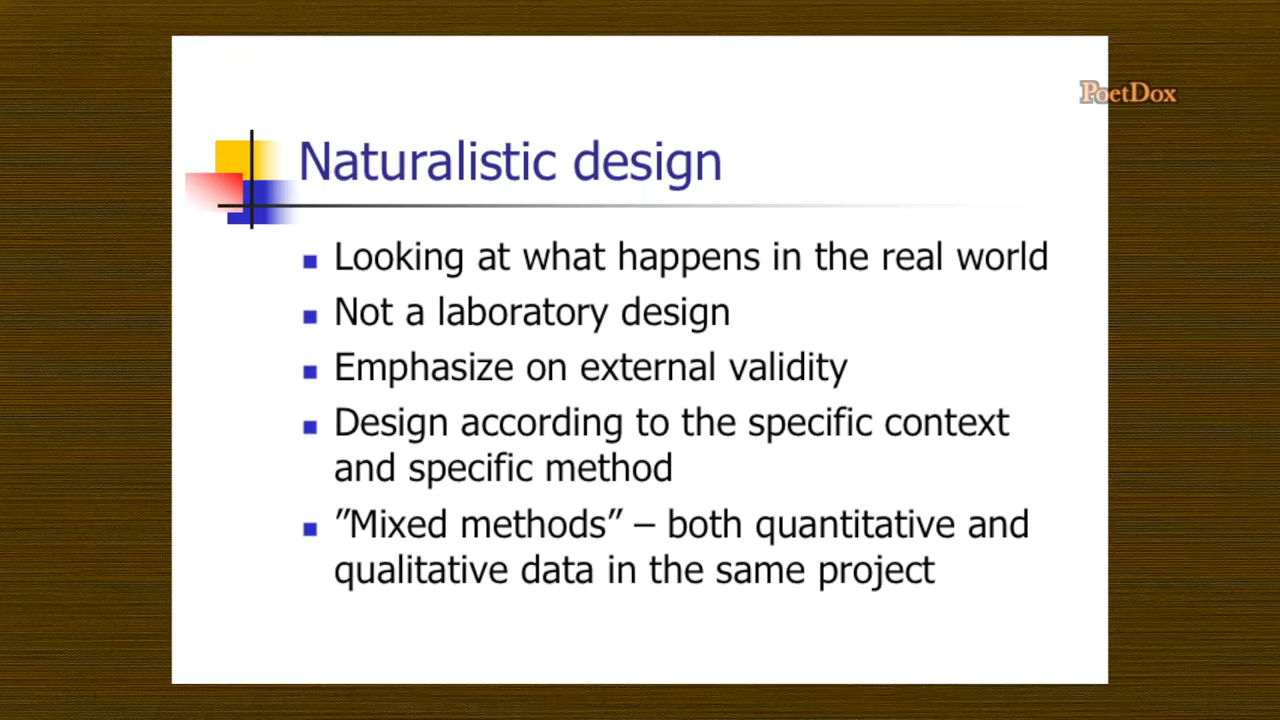 PoetDox
Naturalistic design
Looking at what happens in the real world
Not a laboratory design
Emphasize on external validity
Design according to the specific context
and specific method
”Mixed methods” – both quantitative and
qualitative data in the same project